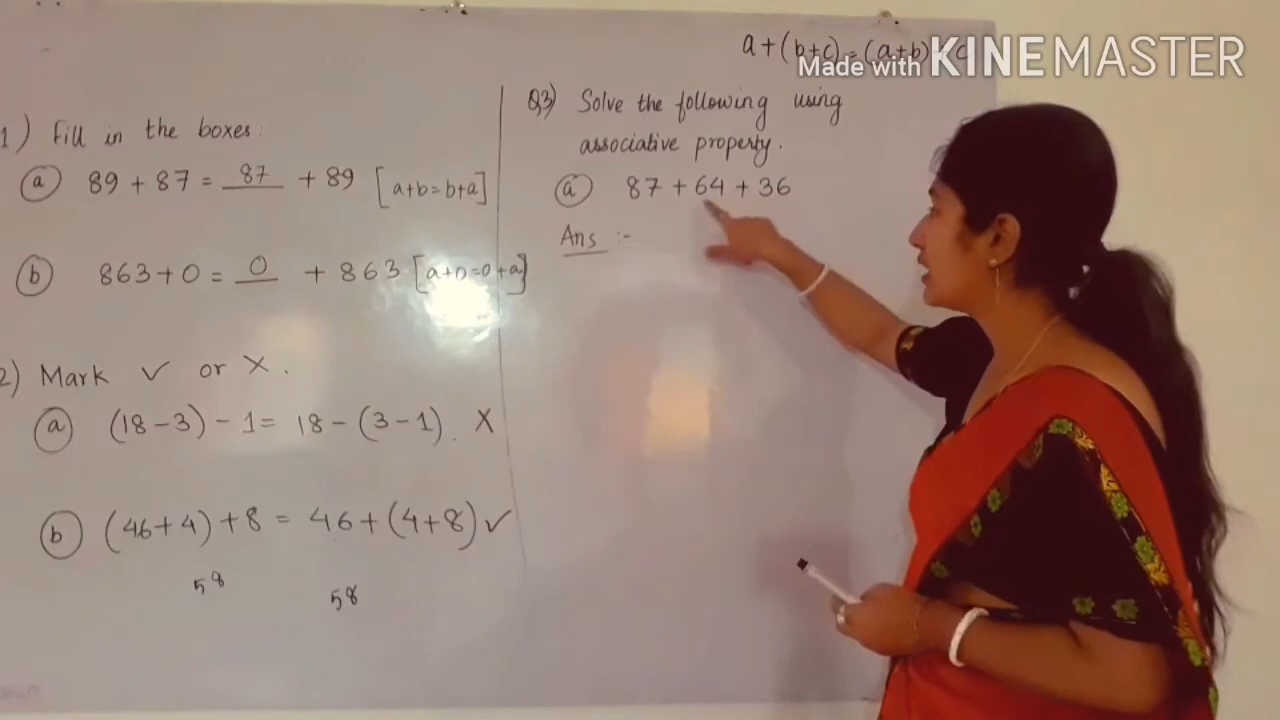 1) Fill in the boxes:
(a) 89 + 87 = 87 + 89 [a+b=b+a]
(b) 863+0 = 0 + 863 [a+0=0+a]
2) Mark ✓ or X.
(a) (18-3) - 1 = 18 - (3-1). X
(b) (46+4) +8 = 46 + (4+8) ✓
58 58
a+(b+c) = (a+b) c
Made with KINEMASTER
Q3) Solve the following using
associative property.
(a) 87 + 64 + 36
Ans :-